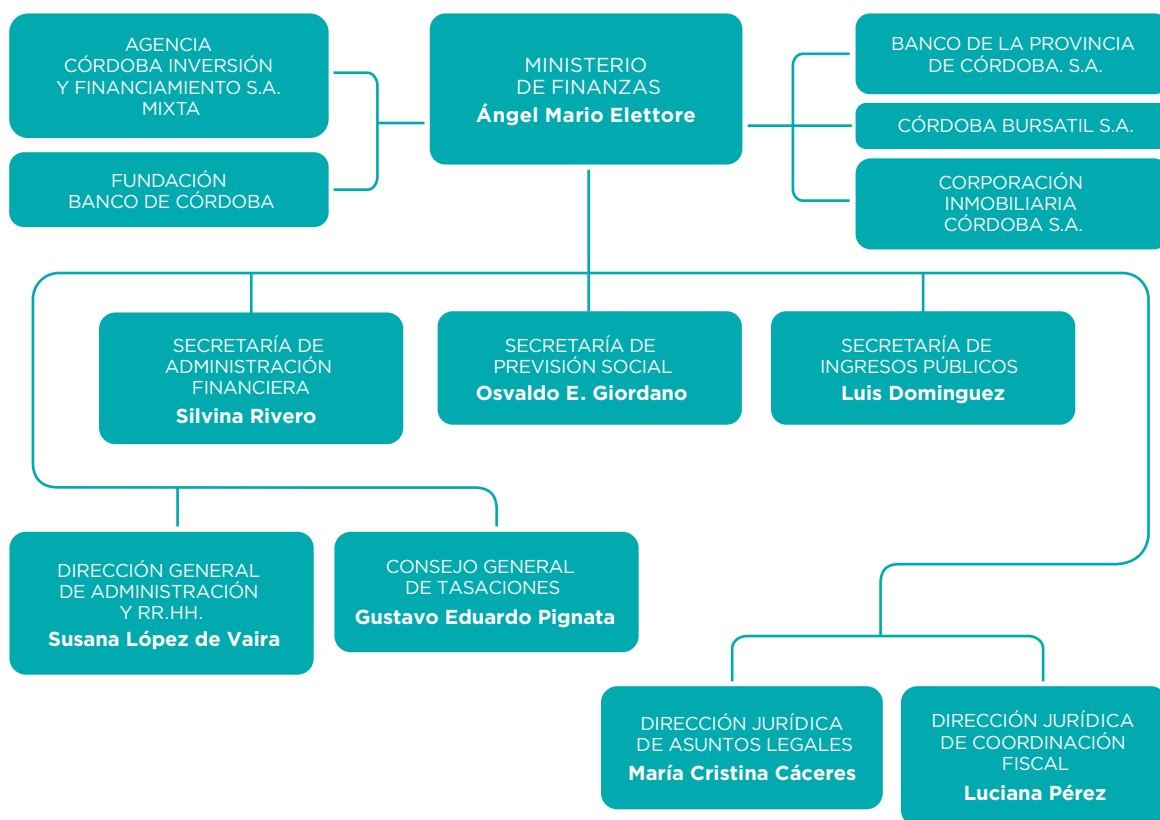 AGENCIA
CÓRDOBA INVERSIÓN
Y FINANCIAMIENTO S.A.
MIXTA
FUNDACIÓN
BANCO DE CÓRDOBA
MINISTERIO
DE FINANZAS
Ángel Mario Elettore
BANCO DE LA PROVINCIA
DE CÓRDOBA. S.A.
CÓRDOBA BURSATIL S.A.
CORPORACIÓN
INMOBILIARIA
CÓRDOBA S.A.
SECRETARÍA DE
ADMINISTRACIÓN
FINANCIERA
Silvina Rivero
SECRETARÍA DE
PREVISIÓN SOCIAL
Osvaldo E. Giordano
SECRETARÍA DE
INGRESOS PÚBLICOS
Luis Dominguez
DIRECCIÓN GENERAL
DE ADMINISTRACIÓN
Y RR.HH.
Susana López de Vaira
CONSEJO GENERAL
DE TASACIONES
Gustavo Eduardo Pignata
DIRECCIÓN JURÍDICA
DE ASUNTOS LEGALES
María Cristina Cáceres
DIRECCIÓN JURÍDICA
DE COORDINACIÓN
FISCAL
Luciana Pérez